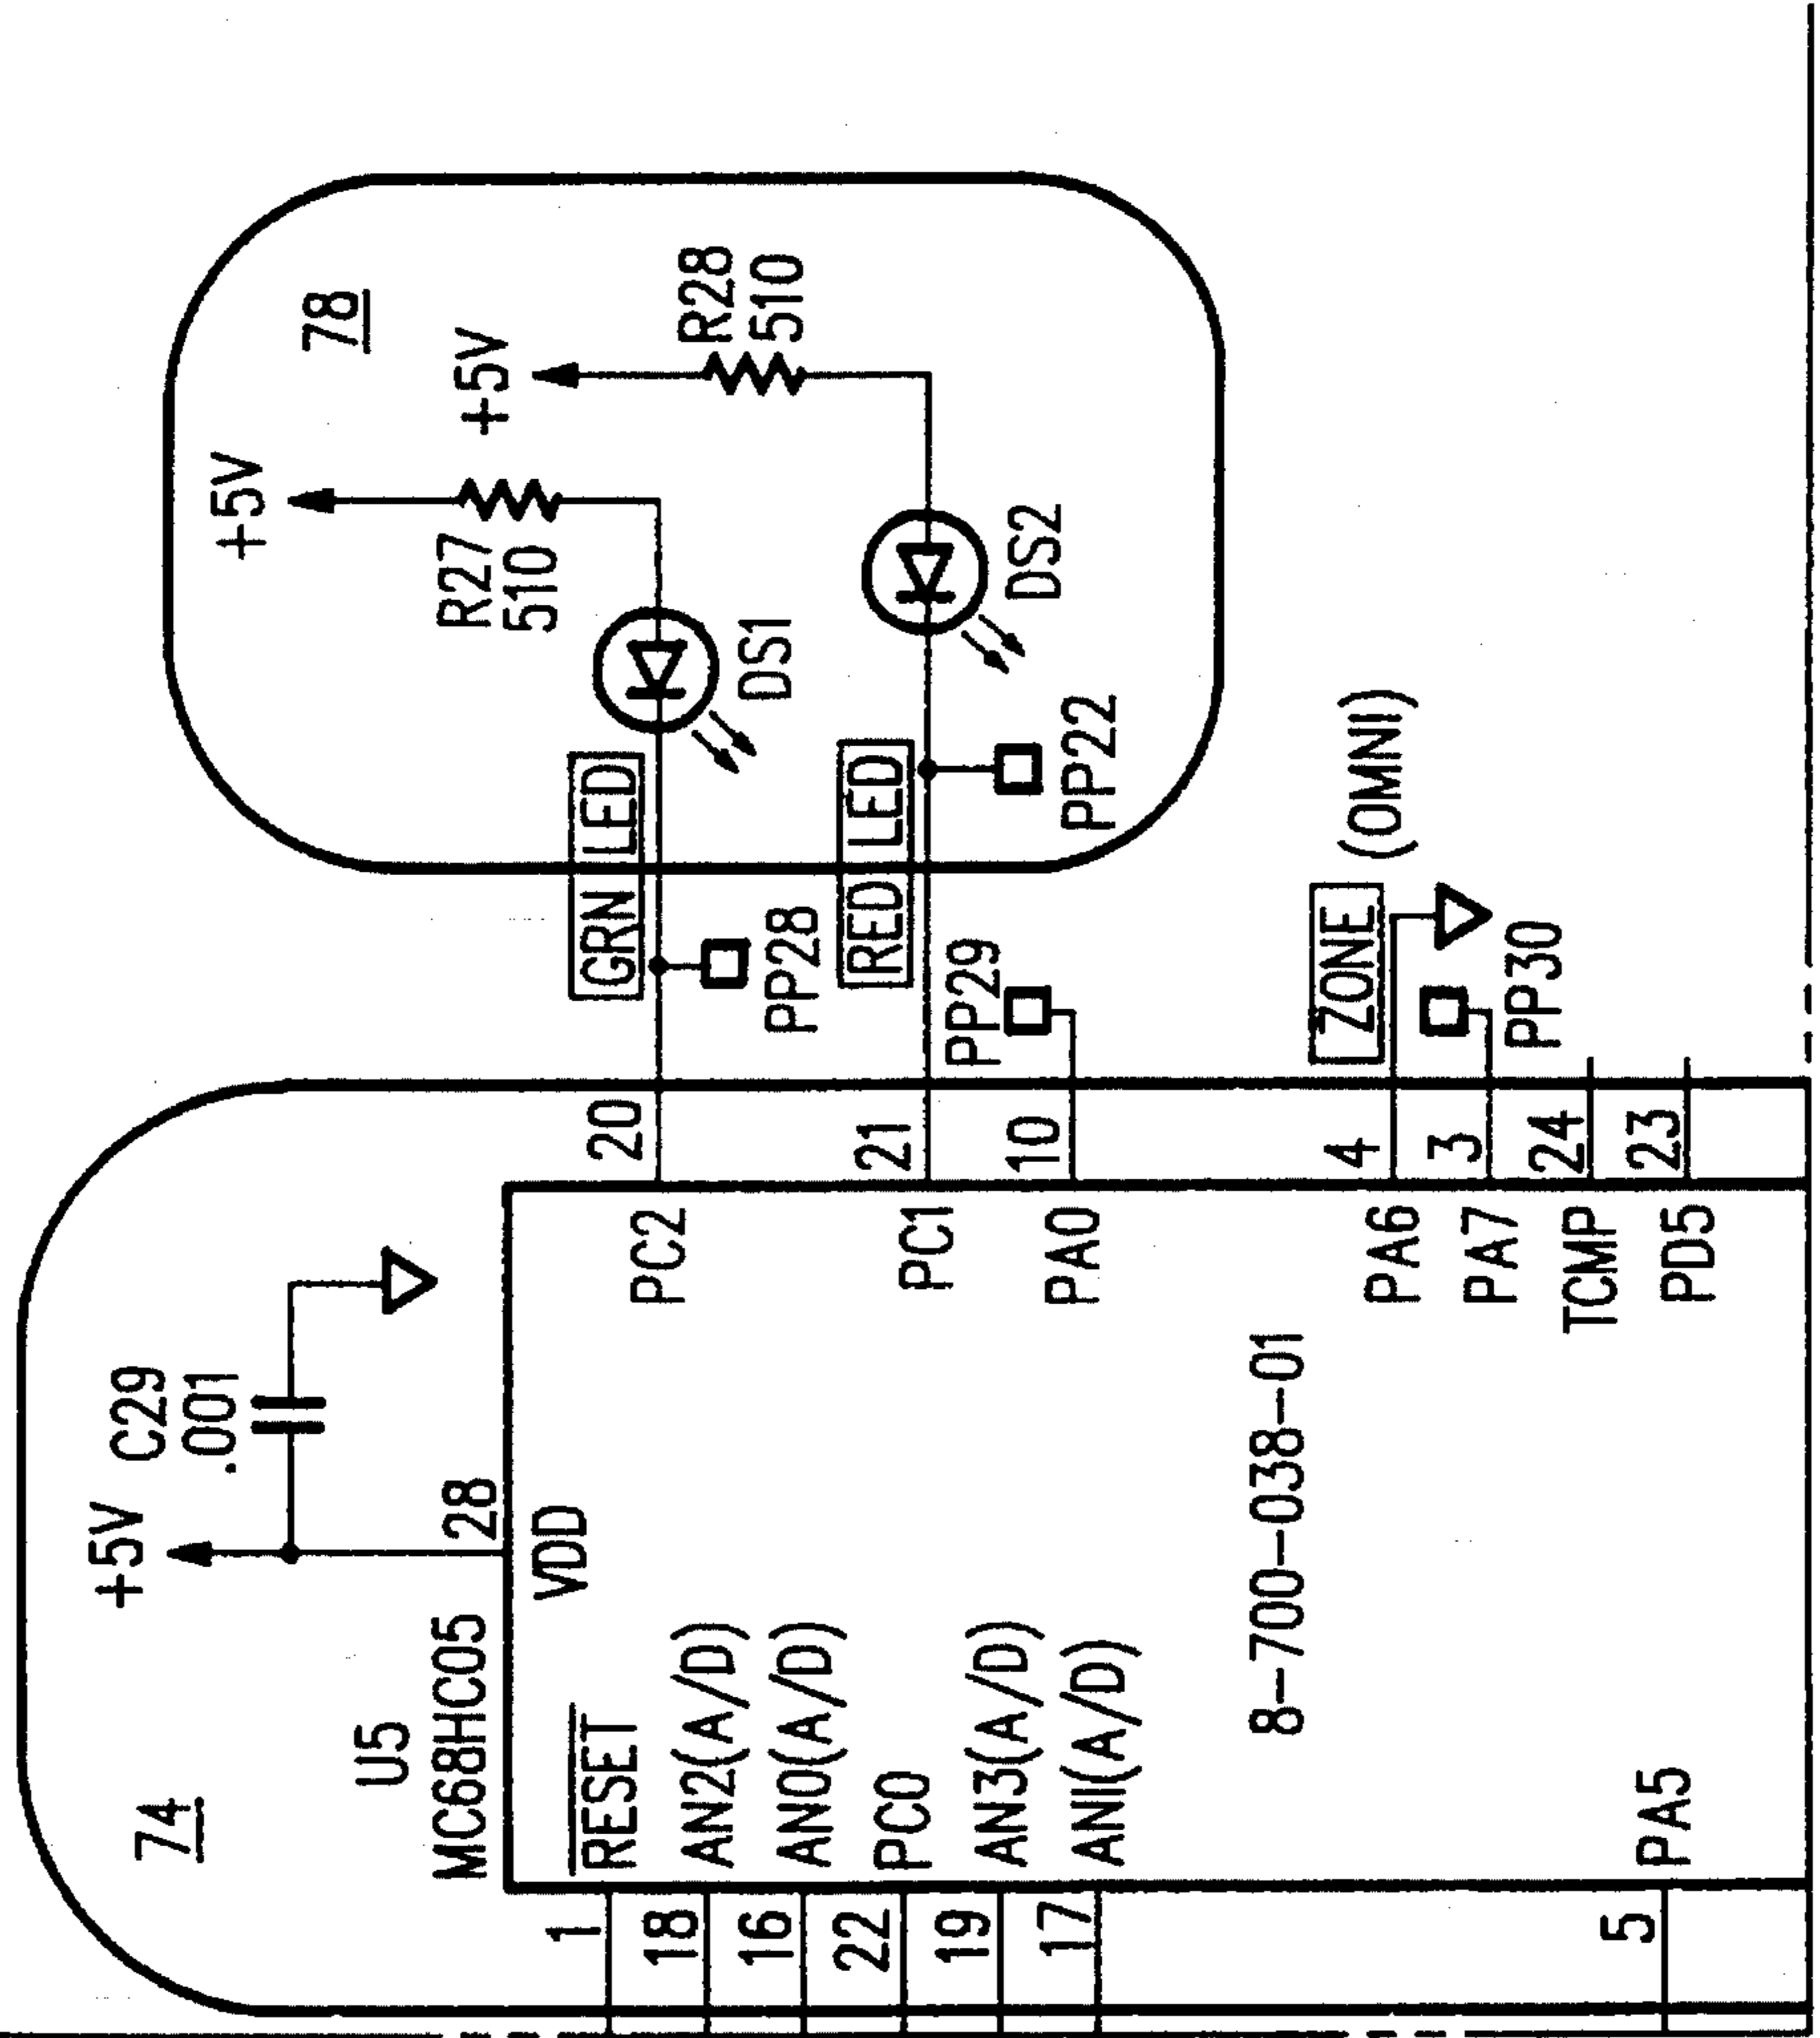 74
U5
MC68HC05
+5V
C29
.001
28
VDD
1
RESET
18
AN2(A/D)
16
AN0(A/D)
22
PC0
19
AN3(A/D)
17
ANI(A/D)
5
PA5
8-700-038-01
PC2
20
PC1
21
PA0
10
PA6
4
PA7
3
TCMP
24
PD5
23
GRN LED
PP28
RED LED
PP29
ZONE
(OMNI)
PP30
78
+5V
R27
510
DS1
+5V
R28
510
DS2
PP22